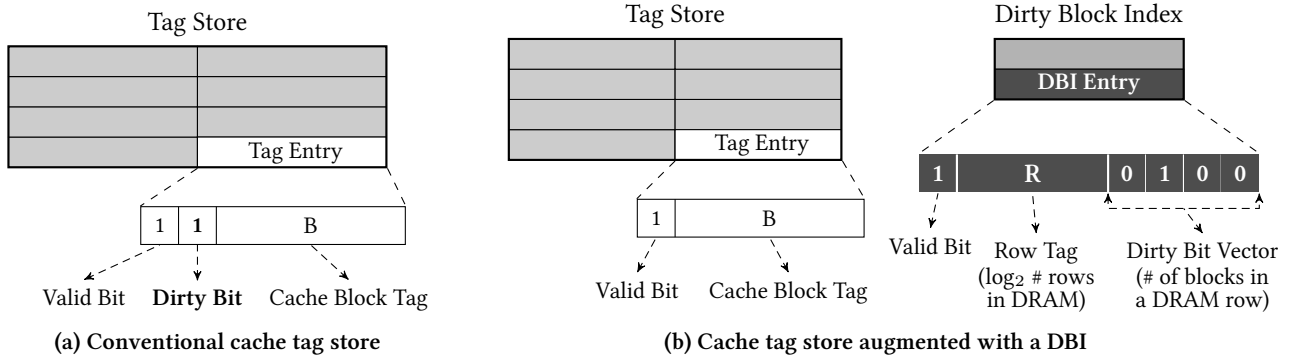 Tag Store
Tag Entry
1 1 B
Valid Bit Dirty Bit Cache Block Tag
(a) Conventional cache tag store
Tag Store
Tag Entry
1 B
Valid Bit Cache Block Tag
Dirty Block Index
DBI Entry
1 R 0 1 0 0
Valid Bit
Row Tag
(log₂ # rows
in DRAM)
Dirty Bit Vector
(# of blocks in
a DRAM row)
(b) Cache tag store augmented with a DBI